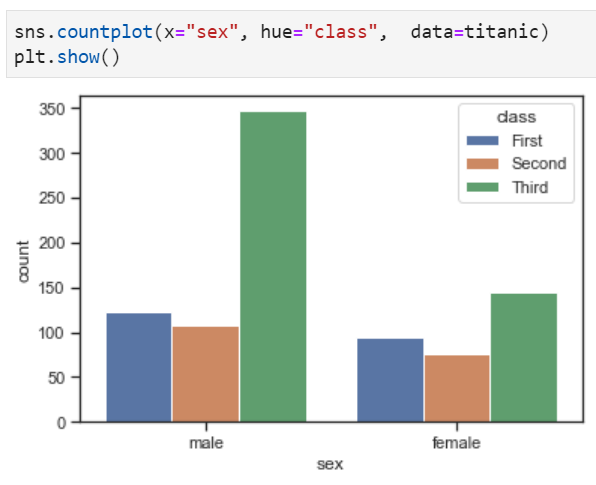 sns.countplot(x="sex", hue="class",  data=titanic)
plt.show()
350
300
250
200
150
100
50
0
count
class
First
Second
Third
male
female
sex